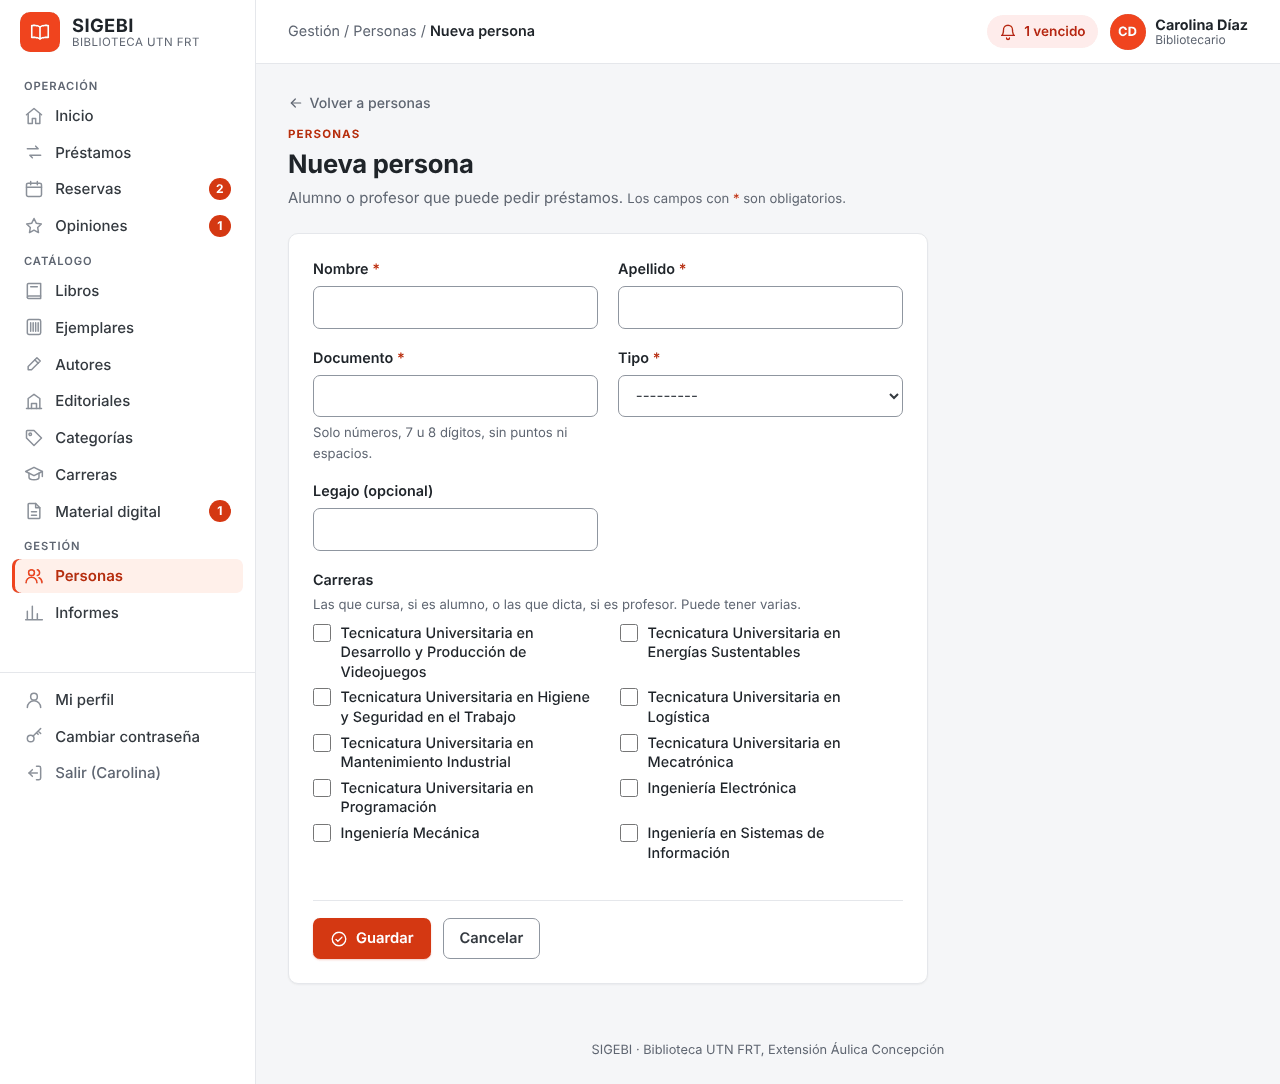 SIGEBI
BIBLIOTECA UTN FRT
OPERACIÓN
Inicio
Préstamos
Reservas 2
Opiniones 1
CATÁLOGO
Libros
Ejemplares
Autores
Editoriales
Categorías
Carreras
Material digital 1
GESTIÓN
Personas
Informes
Mi perfil
Cambiar contraseña
Salir (Carolina)
Gestión / Personas / Nueva persona
1 vencido
CD
Carolina Díaz
Bibliotecario
← Volver a personas
PERSONAS
Nueva persona
Alumno o profesor que puede pedir préstamos. Los campos con * son obligatorios.
Nombre *
Apellido *
Documento *
Tipo *
---------
Solo números, 7 u 8 dígitos, sin puntos ni
espacios.
Legajo (opcional)
Carreras
Las que cursa, si es alumno, o las que dicta, si es profesor. Puede tener varias.
Tecnicatura Universitaria en
Desarrollo y Producción de
Videojuegos
Tecnicatura Universitaria en
Energías Sustentables
Tecnicatura Universitaria en Higiene
y Seguridad en el Trabajo
Tecnicatura Universitaria en
Logística
Tecnicatura Universitaria en
Mantenimiento Industrial
Tecnicatura Universitaria en
Mecatrónica
Tecnicatura Universitaria en
Programación
Ingeniería Electrónica
Ingeniería Mecánica
Ingeniería en Sistemas de
Información
Guardar
Cancelar
SIGEBI · Biblioteca UTN FRT, Extensión Áulica Concepción